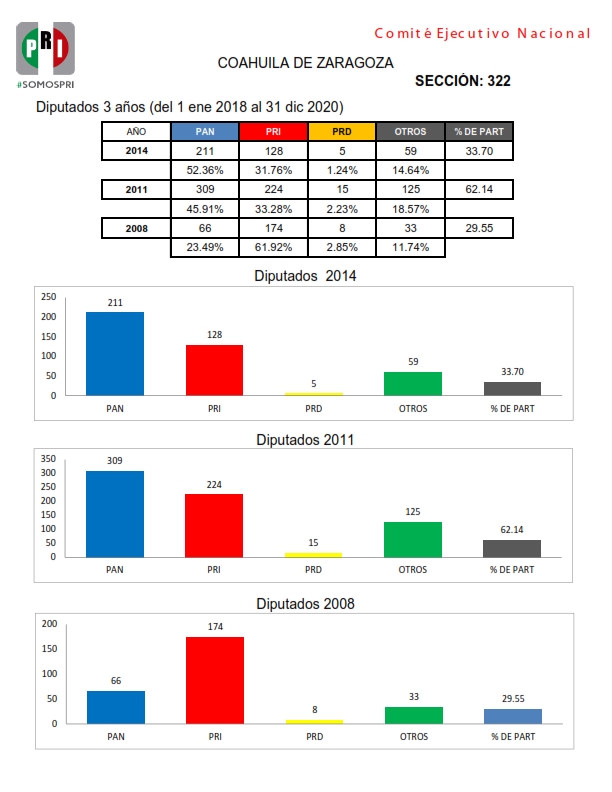 Comité Ejecutivo Nacional
PRI
#SOMOSPRI
COAHUILA DE ZARAGOZA
SECCIÓN: 322
Diputados 3 años (del 1 ene 2018 al 31 dic 2020)
AÑO PAN PRI PRD OTROS % DE PART
2014 211 128 5 59 33.70
52.36% 31.76% 1.24% 14.64%
2011 309 224 15 125 62.14
45.91% 33.28% 2.23% 18.57%
2008 66 174 8 33 29.55
23.49% 61.92% 2.85% 11.74%
Diputados 2014
250
200
150
100
50
0
211 128 5 59 33.70
PAN PRI PRD OTROS % DE PART
Diputados 2011
350
300
250
200
150
100
50
0
309 224 15 125 62.14
PAN PRI PRD OTROS % DE PART
Diputados 2008
200
150
100
50
0
66 174 8 33 29.55
PAN PRI PRD OTROS % DE PART